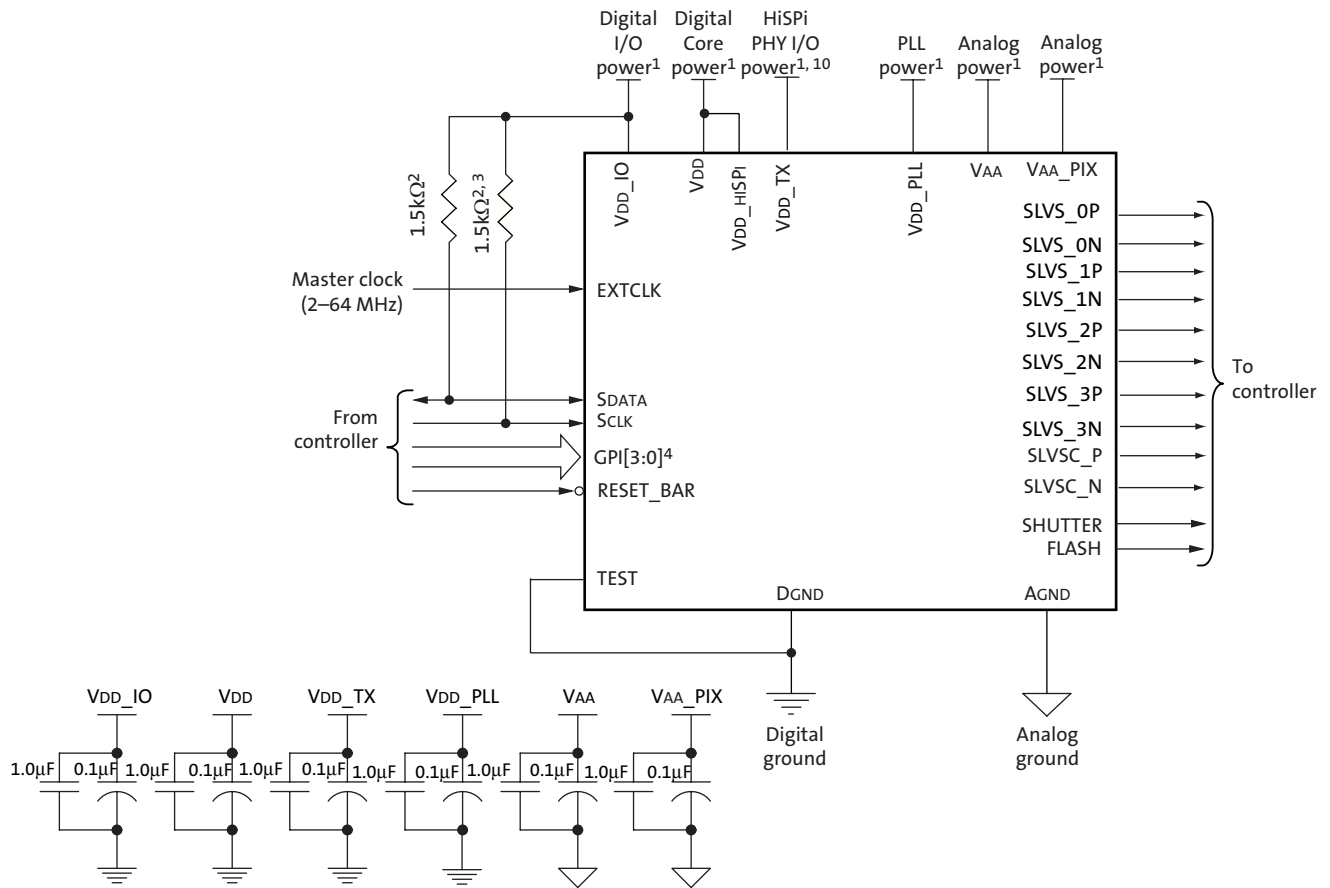 Digital
I/O
power1
Digital
Core
power1
HiSPi
PHY I/O
power1, 10
PLL
power1
Analog
power1
Analog
power1
1.5kΩ2
1.5kΩ2, 3
VDD_IO
VDD
VDD_HiSPi
VDD_TX
VDD_PLL
VAA
VAA_PIX
Master clock
(2–64 MHz)
EXTCLK
From
controller
SDATA
SCLK
GPI[3:0]4
RESET_BAR
TEST
DGND
AGND
SLVS_0P
SLVS_0N
SLVS_1P
SLVS_1N
SLVS_2P
SLVS_2N
SLVS_3P
SLVS_3N
SLVSC_P
SLVSC_N
SHUTTER
FLASH
To
controller
Digital
ground
Analog
ground
VDD_IO
VDD
VDD_TX
VDD_PLL
VAA
VAA_PIX
1.0µF
0.1µF
1.0µF
0.1µF
1.0µF
0.1µF
1.0µF
0.1µF
1.0µF
0.1µF
1.0µF
0.1µF